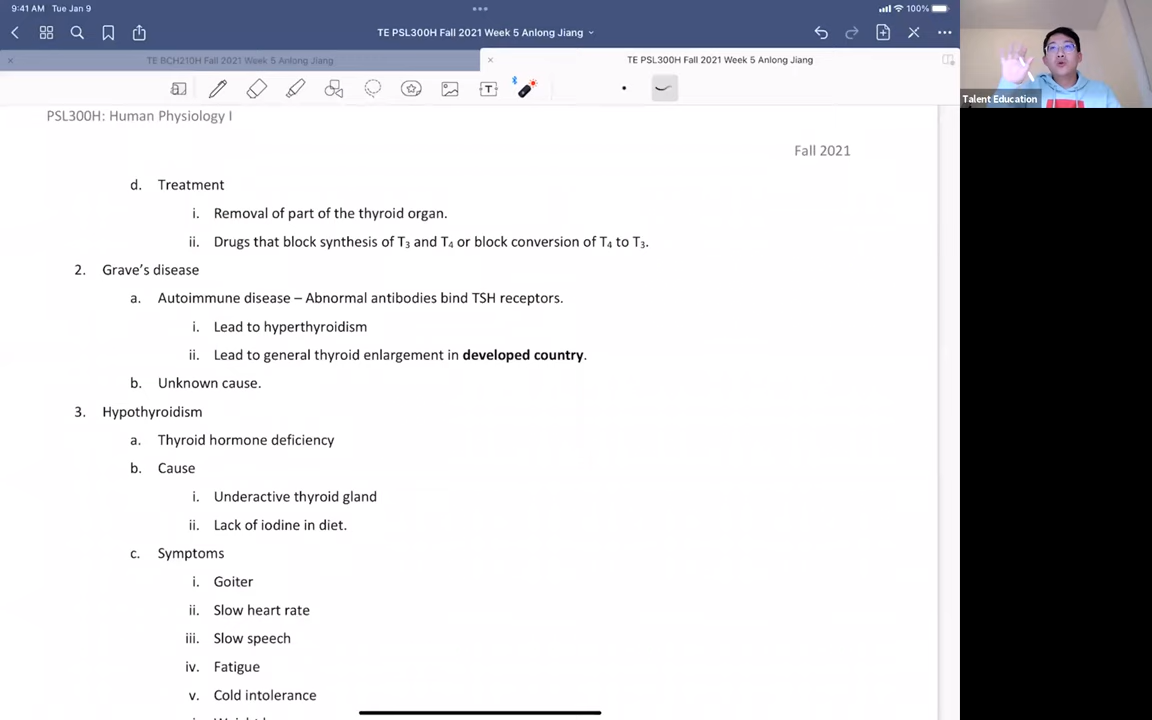 9:41 AM Tue Jan 9
100%
TE PSL300H Fall 2021 Week 5 Anlong Jiang
TE BCH210H Fall 2021 Week 5 Anlong Jiang
TE PSL300H Fall 2021 Week 5 Anlong Jiang
T
Talent Education
PSL300H: Human Physiology I
Fall 2021
d. Treatment
i. Removal of part of the thyroid organ.
ii. Drugs that block synthesis of T₃ and T₄ or block conversion of T₄ to T₃.
2. Grave's disease
a. Autoimmune disease – Abnormal antibodies bind TSH receptors.
i. Lead to hyperthyroidism
ii. Lead to general thyroid enlargement in developed country.
b. Unknown cause.
3. Hypothyroidism
a. Thyroid hormone deficiency
b. Cause
i. Underactive thyroid gland
ii. Lack of iodine in diet.
c. Symptoms
i. Goiter
ii. Slow heart rate
iii. Slow speech
iv. Fatigue
v. Cold intolerance